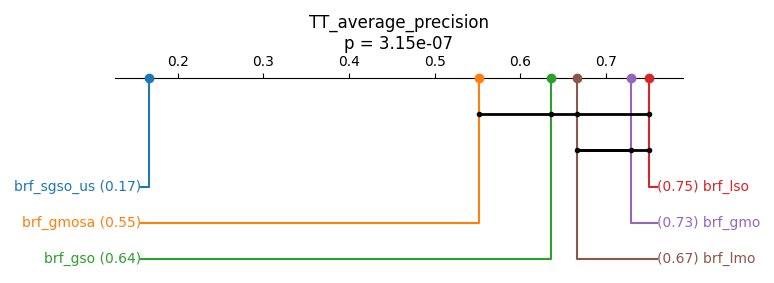 TT_average_precision
p = 3.15e-07
0.2 0.3 0.4 0.5 0.6 0.7
brf_sgso_us (0.17) (0.75) brf_lso
brf_gmosa (0.55) (0.73) brf_gmo
brf_gso (0.64) (0.67) brf_lmo